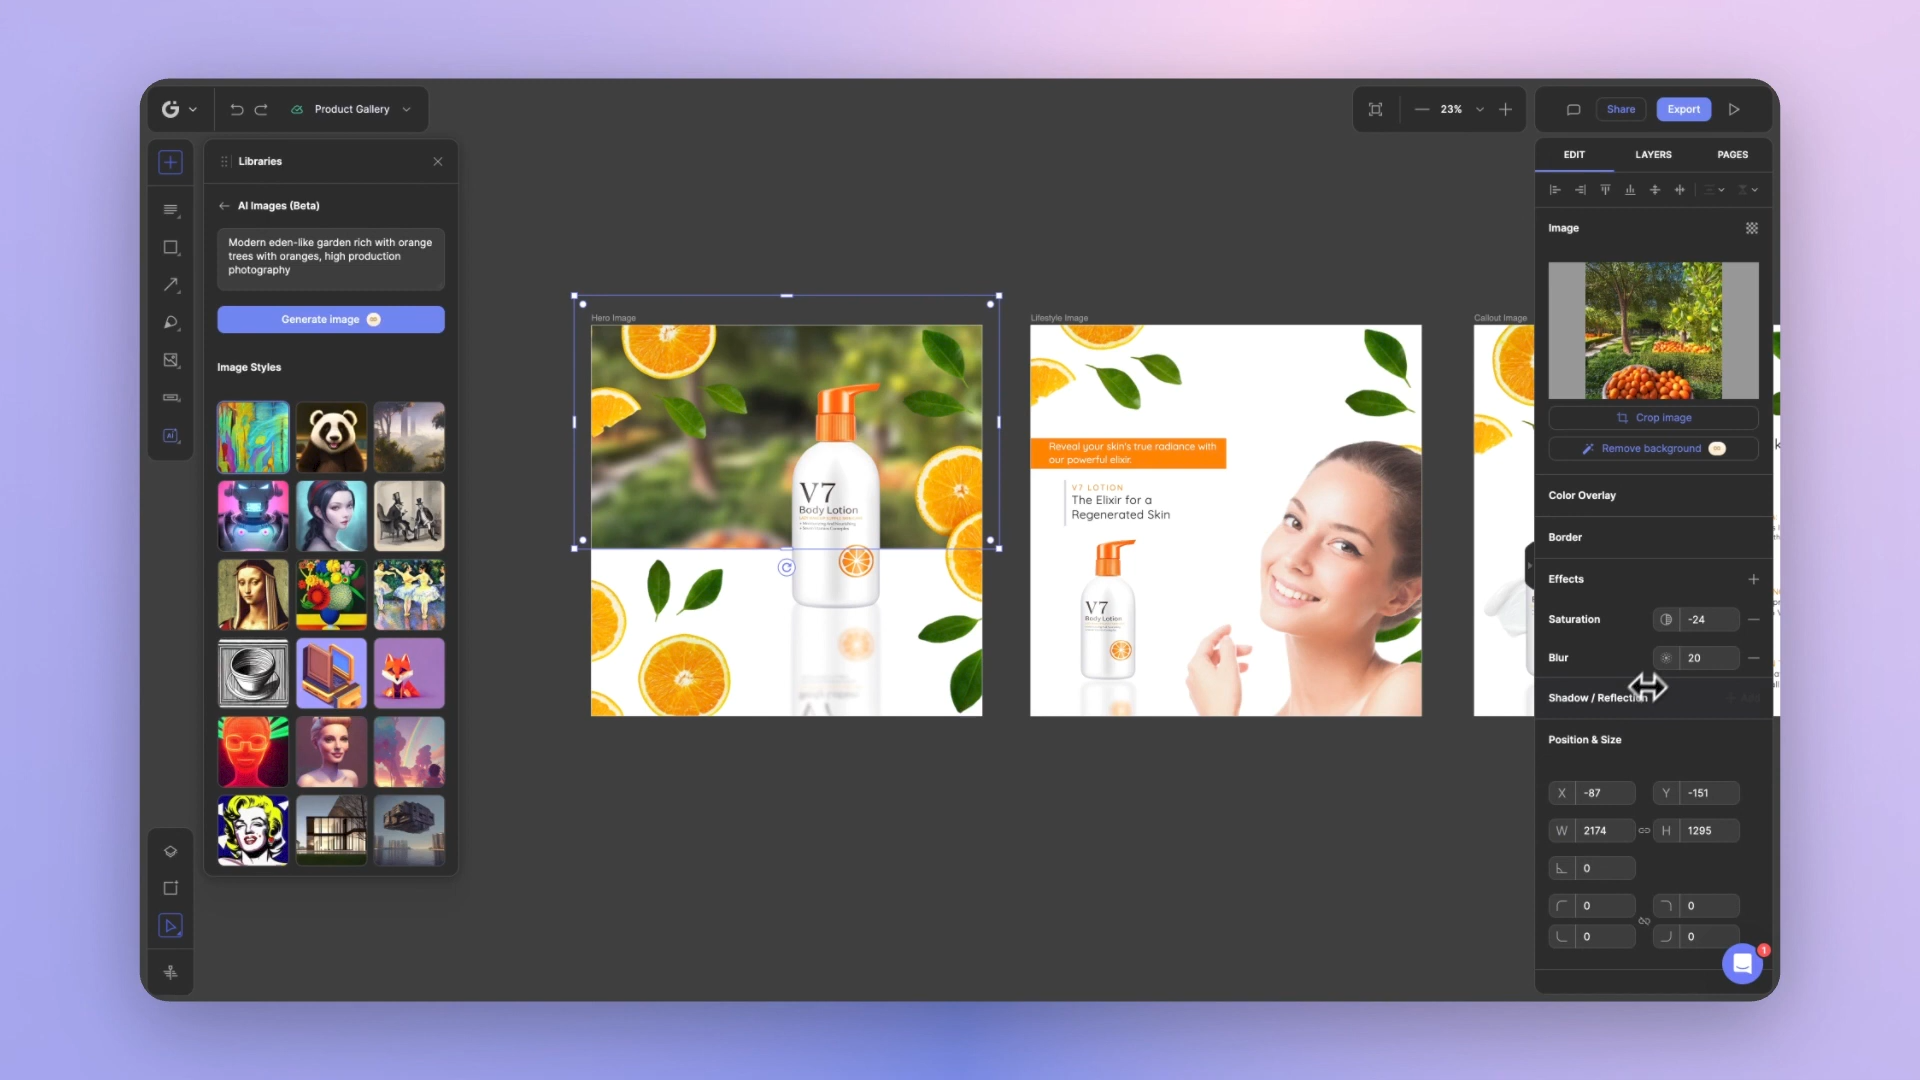 Product Gallery
23%
Share
Export
Libraries
AI Images (Beta)
Modern eden-like garden rich with orange
trees with oranges, high production
photography
Generate image
Image Styles
AI
Hero Image
V7
Body Lotion
Lifestyle Image
Reveal your skin's true radiance with
our powerful elixir.
V7 LOTION
The Elixir for a
Regenerated Skin
V7
Body Lotion
Callout Image
EDIT
LAYERS
PAGES
Image
Crop image
Remove background
Color Overlay
Border
Effects
Saturation
-24
Blur
20
Shadow / Reflection
Position & Size
X
-87
Y
-151
W
2174
H
1295
0
0
0
0
0
1